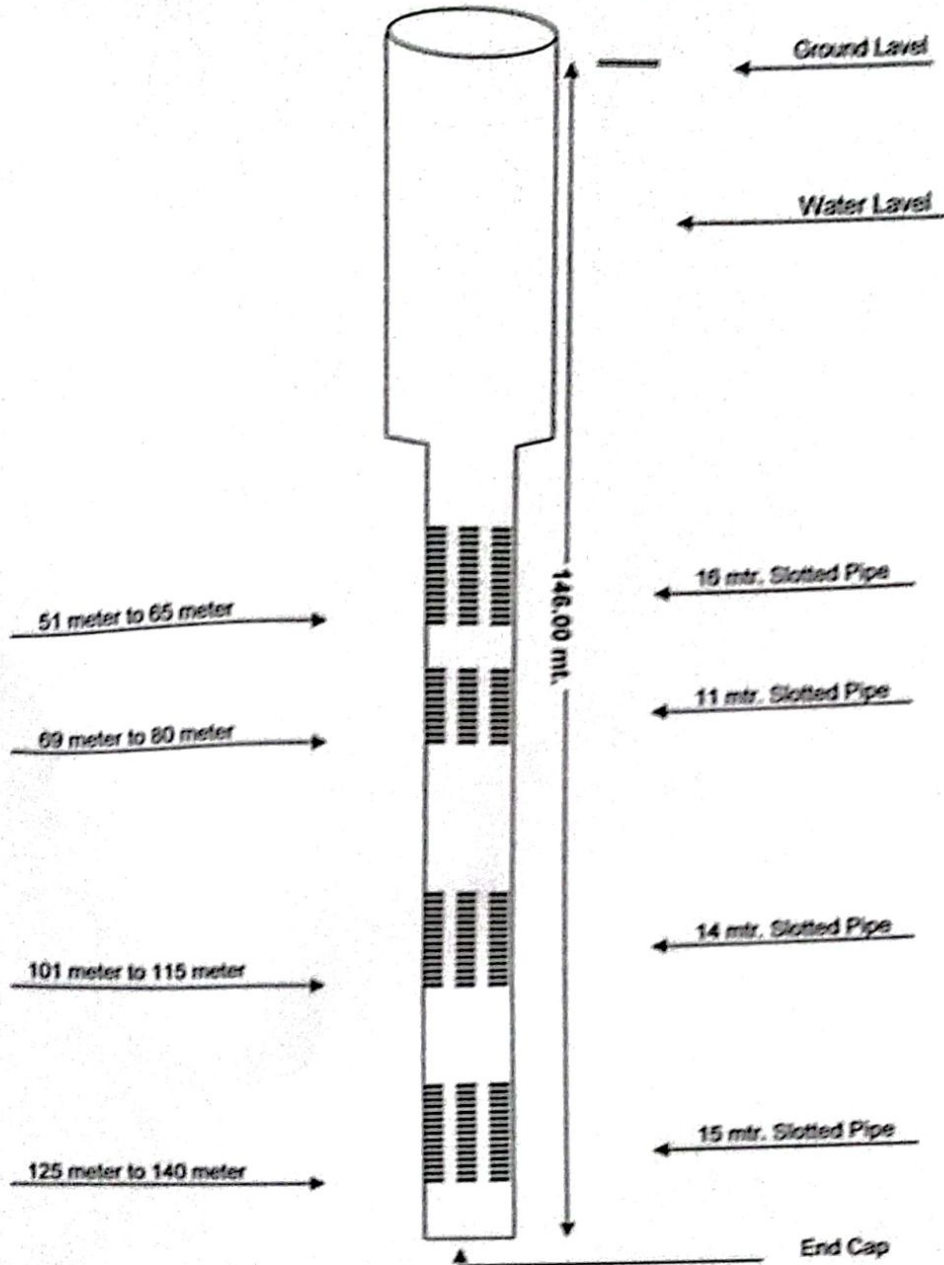 Ground Lavel
Water Lavel
16 mtr. Slotted Pipe
51 meter to 65 meter
146.00 mt.
11 mtr. Slotted Pipe
69 meter to 80 meter
14 mtr. Slotted Pipe
101 meter to 115 meter
15 mtr. Slotted Pipe
125 meter to 140 meter
End Cap